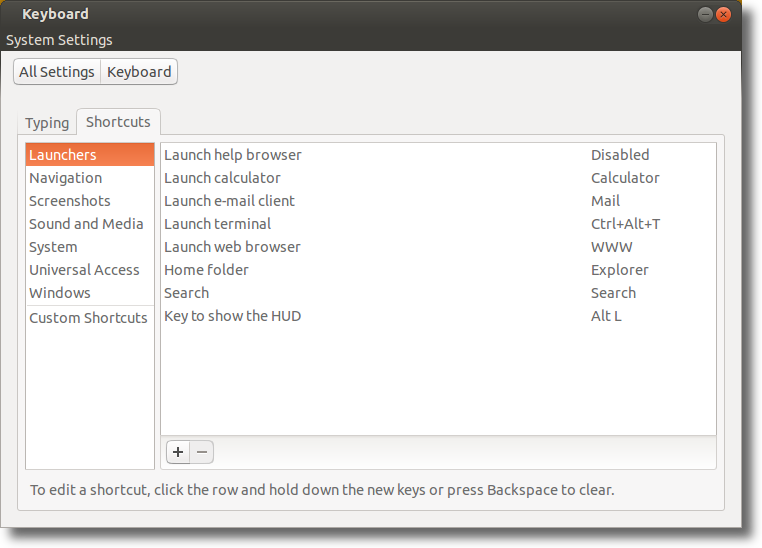 Keyboard
System Settings
All Settings Keyboard
Typing Shortcuts
Launchers
Navigation
Screenshots
Sound and Media
System
Universal Access
Windows
Custom Shortcuts
Launch help browser Disabled
Launch calculator Calculator
Launch e-mail client Mail
Launch terminal Ctrl+Alt+T
Launch web browser WWW
Home folder Explorer
Search Search
Key to show the HUD Alt L
To edit a shortcut, click the row and hold down the new keys or press Backspace to clear.